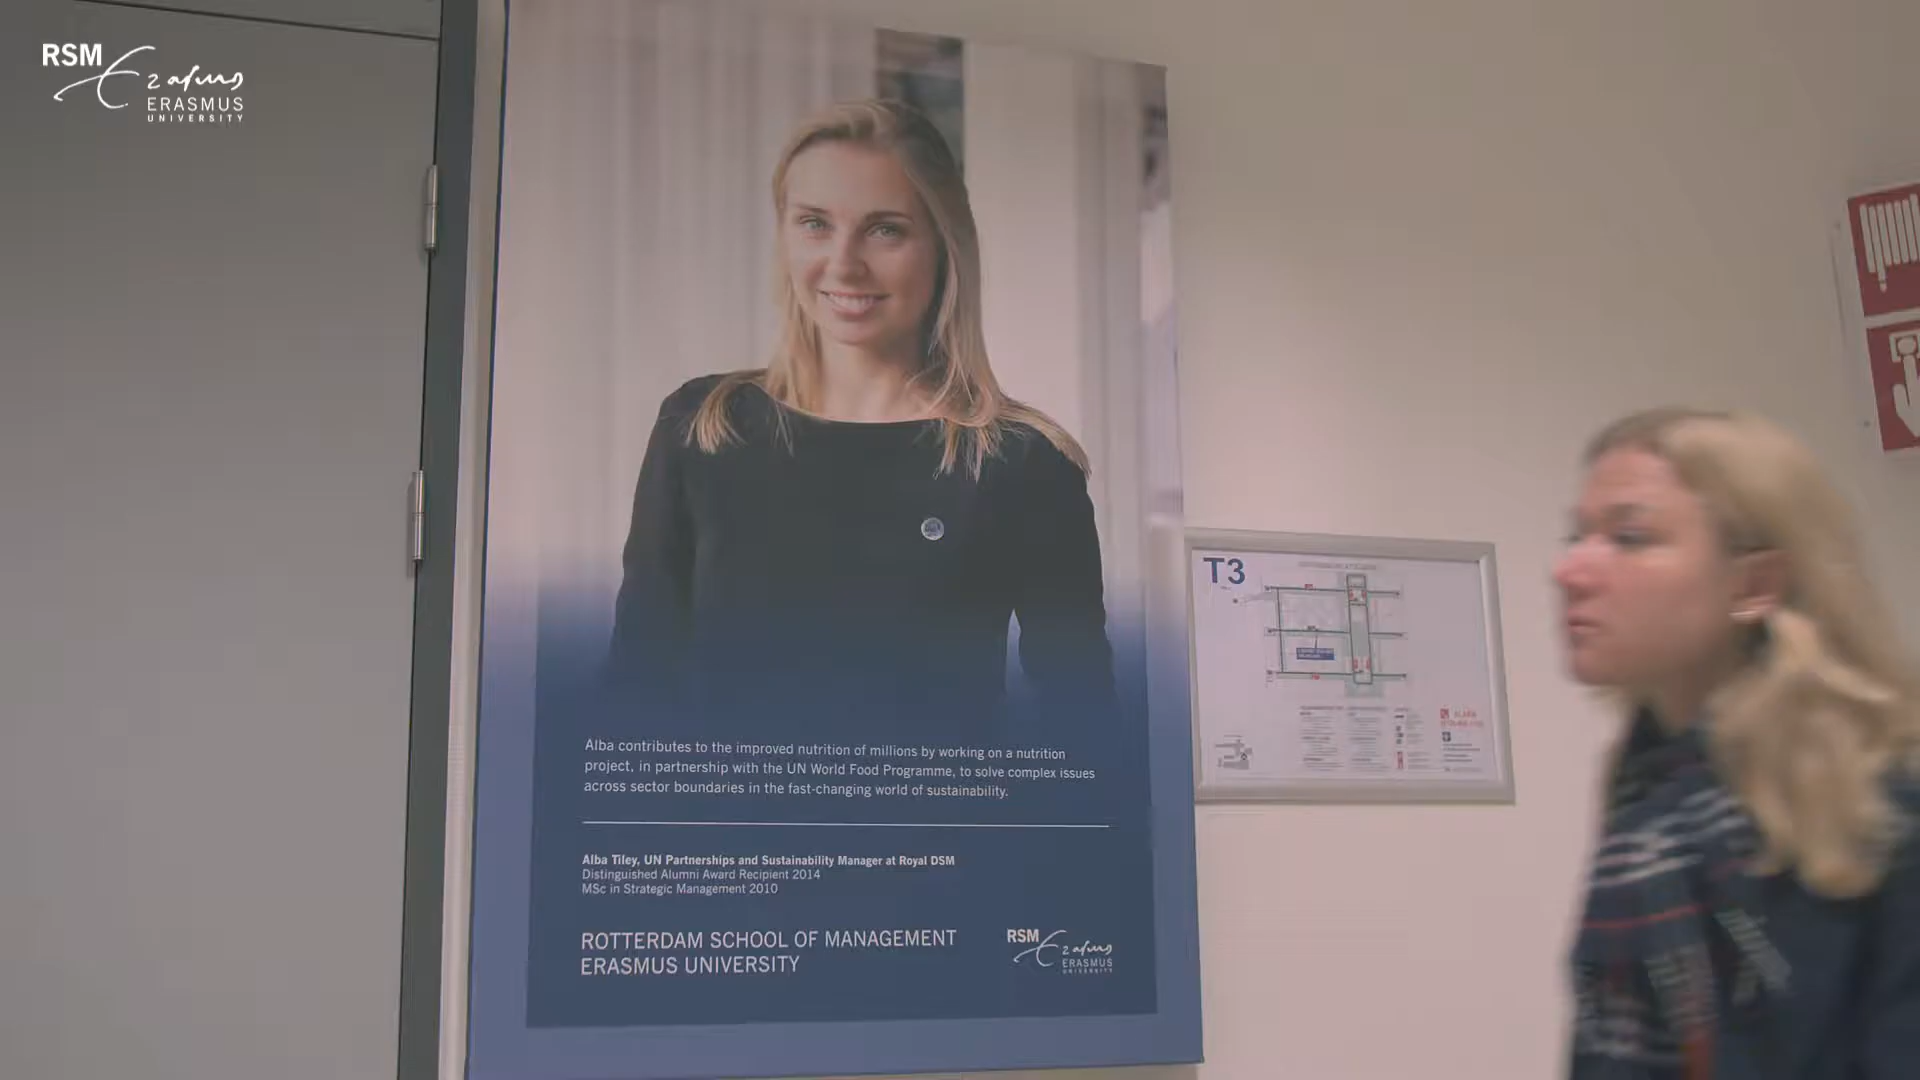 RSM
Erasmus
ERASMUS
UNIVERSITY
T3
Alba contributes to the improved nutrition of millions by working on a nutrition
project, in partnership with the UN World Food Programme, to solve complex issues
across sector boundaries in the fast-changing world of sustainability.
Alba Tiley, UN Partnerships and Sustainability Manager at Royal DSM
Distinguished Alumni Award Recipient 2014
MSc in Strategic Management 2010
ROTTERDAM SCHOOL OF MANAGEMENT
ERASMUS UNIVERSITY
RSM
Erasmus
ERASMUS
UNIVERSITY